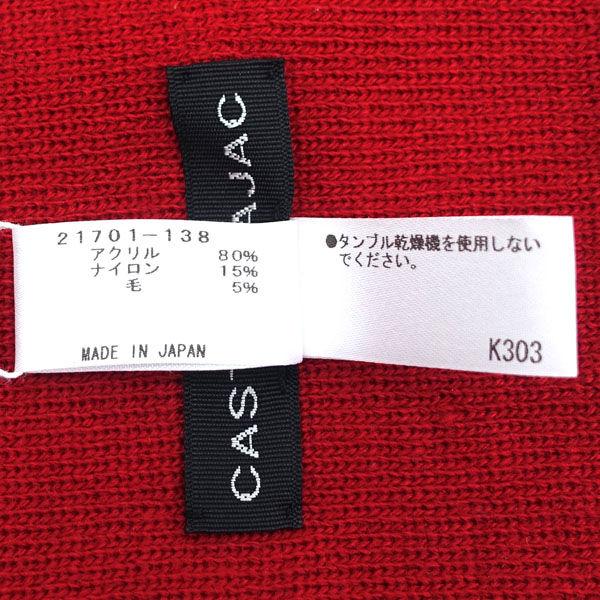 CAST
AJAC
21701-138
アクリル 80%
ナイロン 15%
毛 5%
MADE IN JAPAN
●タンブル乾燥機を使用しない
でください。
K303